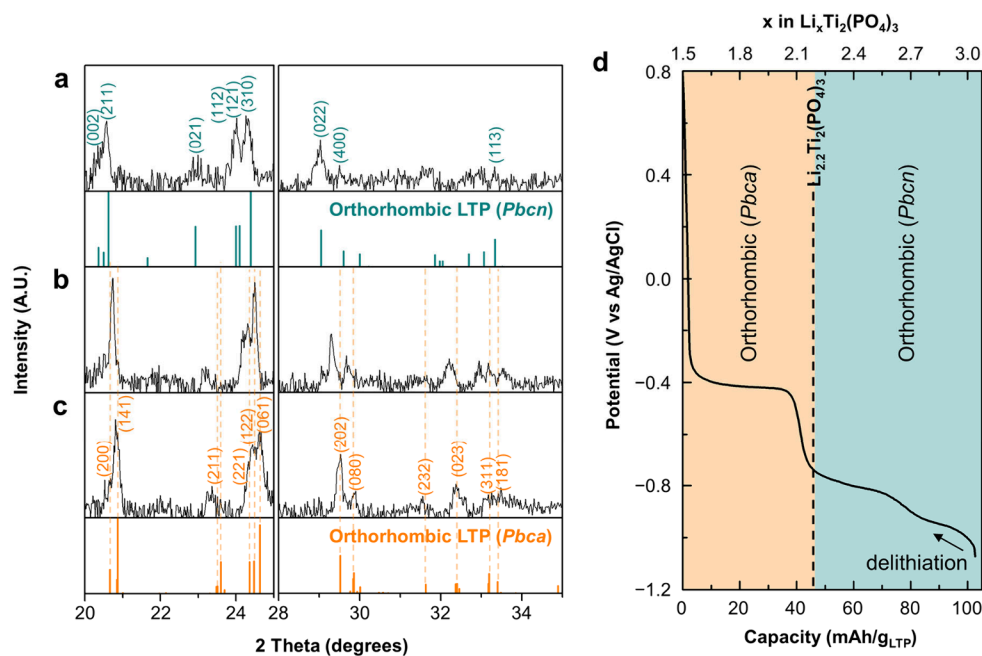 a
(002)
(211)
(021)
(112)
(121)
(310)
(022)
(400)
(113)
Orthorhombic LTP (Pbcn)
b
c
(200)
(141)
(211)
(221)
(122)
(061)
(202)
(080)
(232)
(023)
(311)
(181)
Orthorhombic LTP (Pbca)
Intensity (A.U.)
20 22 24 26 28 30 32 34
2 Theta (degrees)
d
x in LiₓTi₂(PO₄)₃
1.5 1.8 2.1 2.4 2.7 3.0
0.8
0.4
0.0
−0.4
−0.8
−1.2
Potential (V vs Ag/AgCl)
Orthorhombic (Pbca)
Li₂.₂Ti₂(PO₄)₃
Orthorhombic (Pbcn)
delithiation
0 20 40 60 80 100
Capacity (mAh/gLTP)